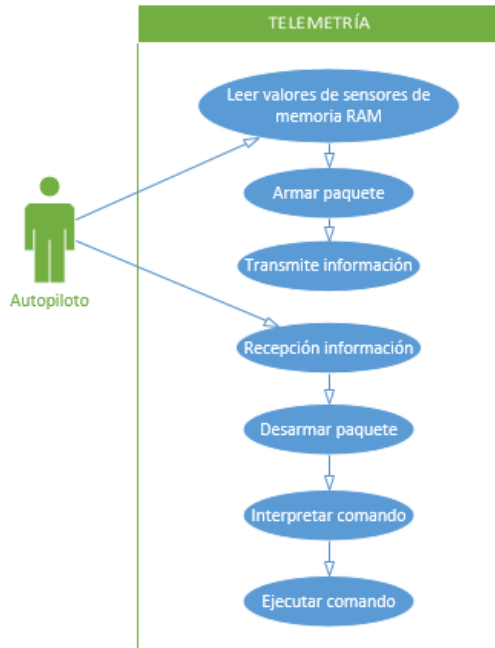 TELEMETRÍA
Leer valores de sensores de
memoria RAM
Armar paquete
Transmite información
Autopiloto
Recepción información
Desarmar paquete
Interpretar comando
Ejecutar comando